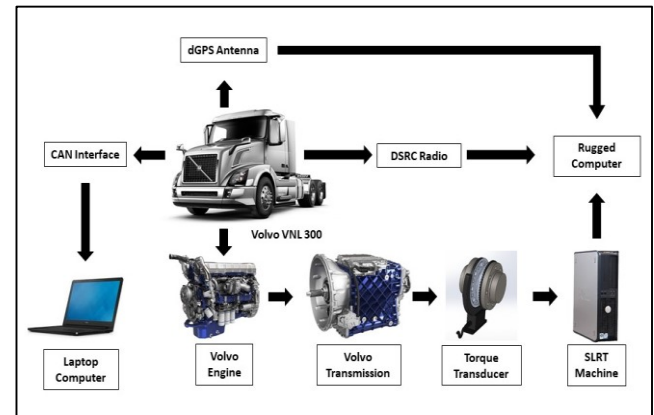 dGPS Antenna
CAN Interface
DSRC Radio
Rugged
Computer
Volvo VNL 300
Laptop
Computer
Volvo
Engine
Volvo
Transmission
Torque
Transducer
SLRT
Machine